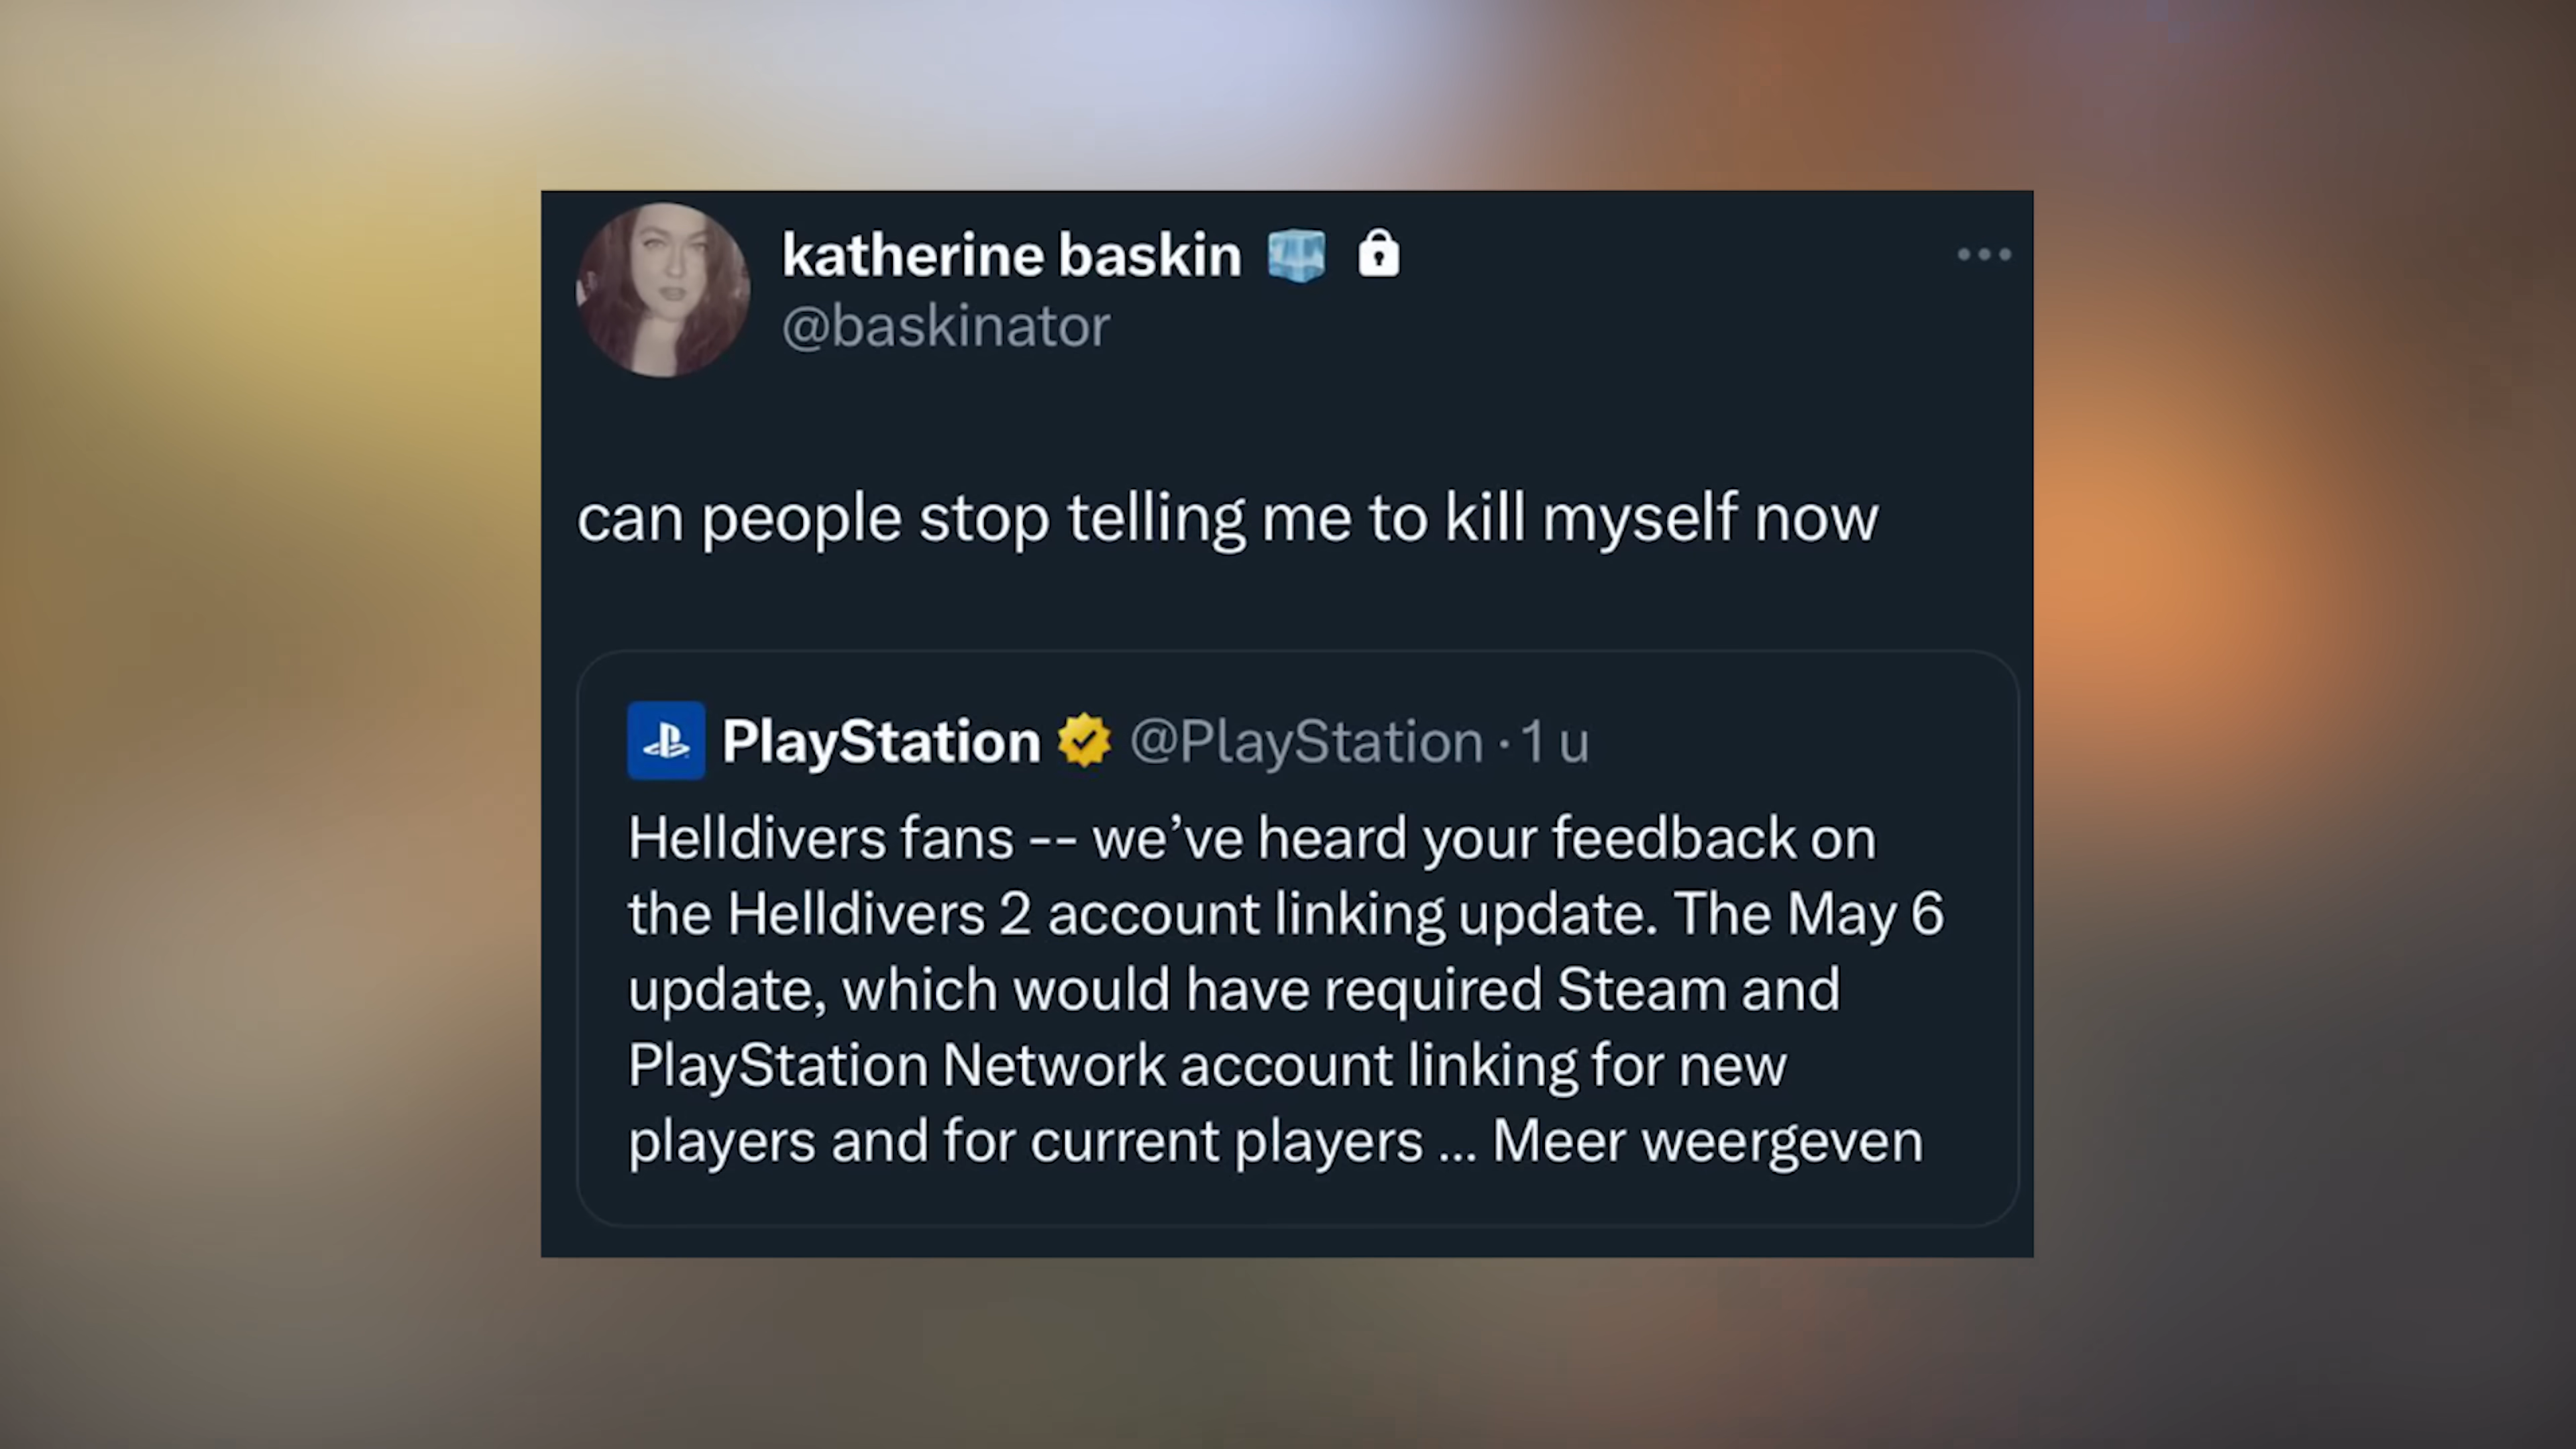 katherine baskin
@baskinator
can people stop telling me to kill myself now
PlayStation @PlayStation · 1 u
Helldivers fans -- we’ve heard your feedback on
the Helldivers 2 account linking update. The May 6
update, which would have required Steam and
PlayStation Network account linking for new
players and for current players ... Meer weergeven